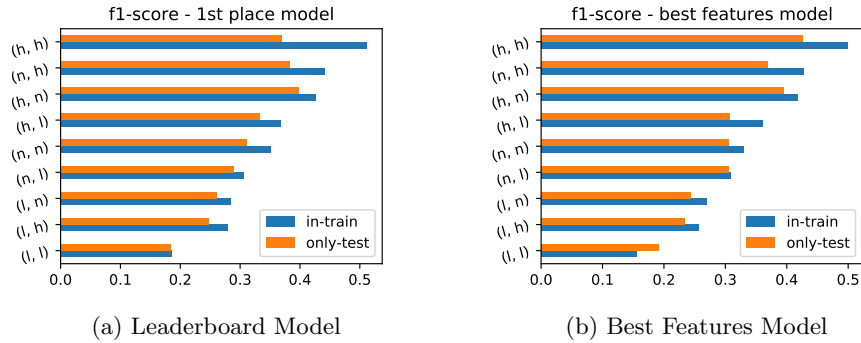 f1-score - 1st place model
(h, h)
(n, h)
(h, n)
(h, l)
(n, n)
(n, l)
(l, n)
(l, h)
(l, l)
in-train
only-test
0.0 0.1 0.2 0.3 0.4 0.5
(a) Leaderboard Model
f1-score - best features model
(h, h)
(n, h)
(h, n)
(h, l)
(n, n)
(n, l)
(l, n)
(l, h)
(l, l)
in-train
only-test
0.0 0.1 0.2 0.3 0.4 0.5
(b) Best Features Model